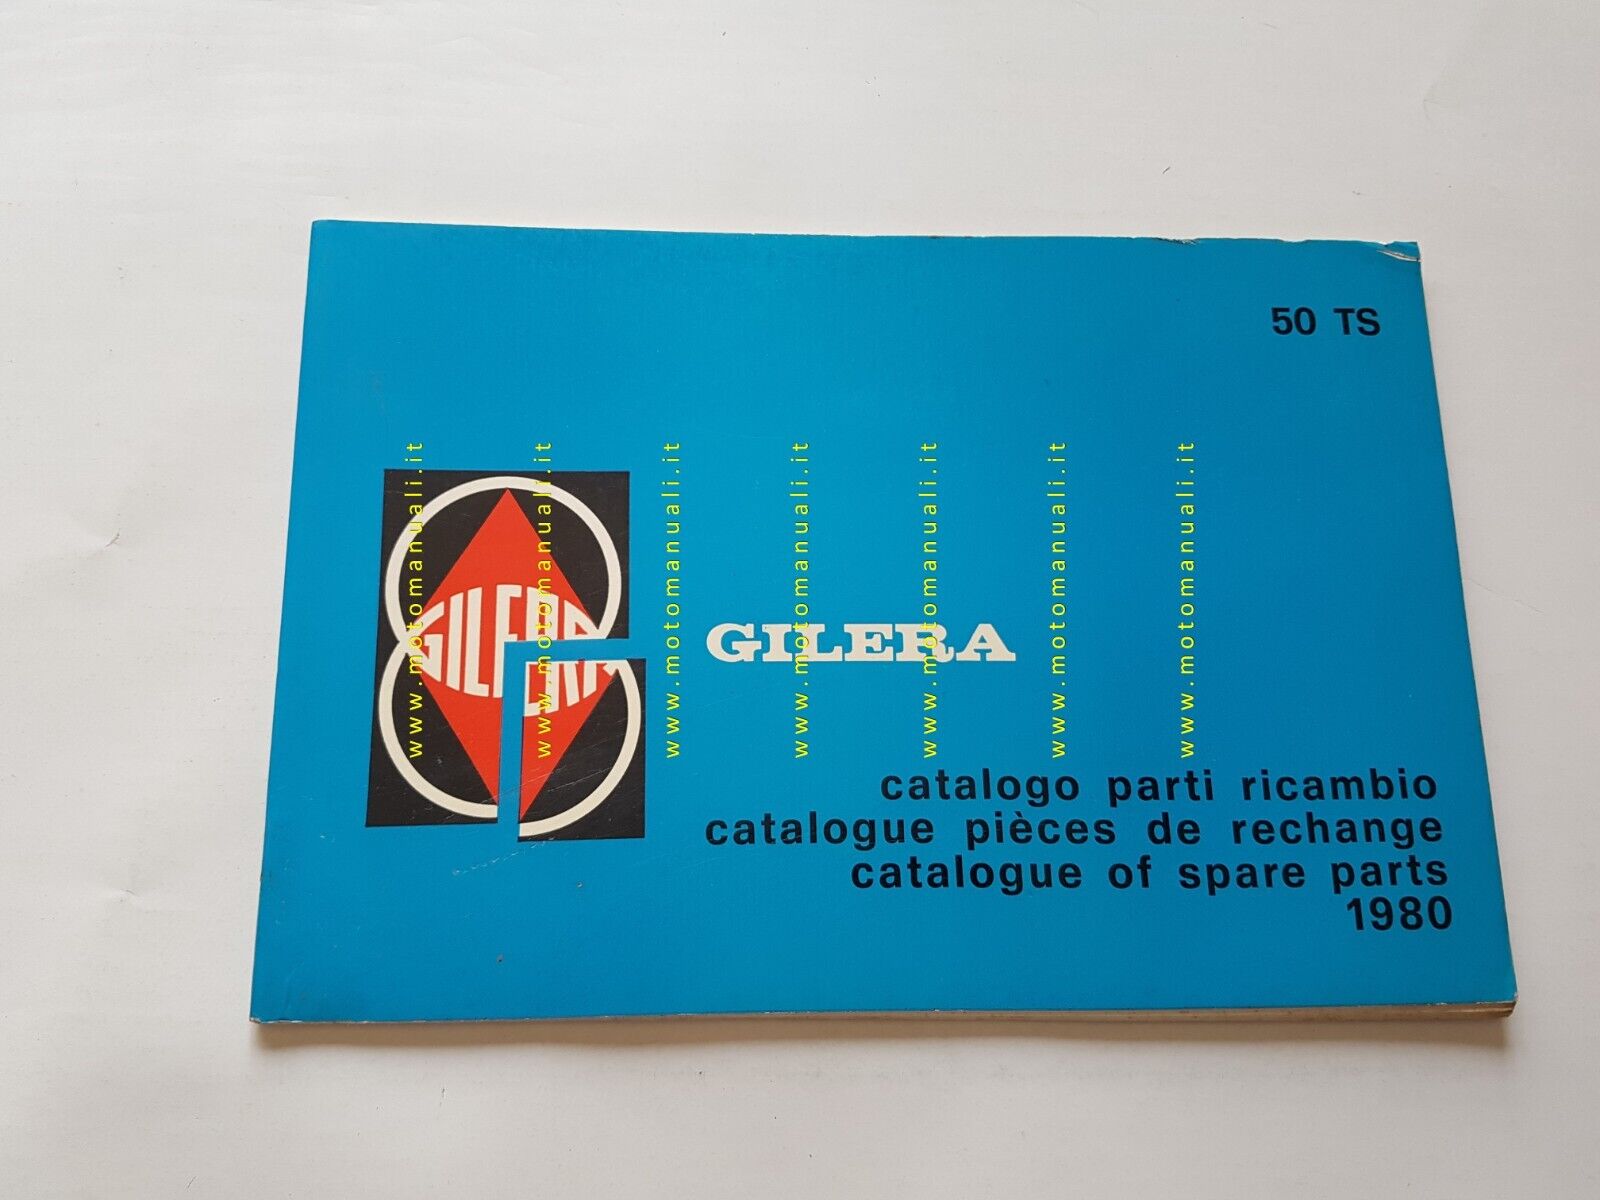 50 TS
GILERA
GILERA
catalogo parti ricambio
catalogue pièces de rechange
catalogue of spare parts
1980
www.motomanuali.it
www.motomanuali.it
www.motomanuali.it
www.motomanuali.it
www.motomanuali.it
www.motomanuali.it
www.motomanuali.it